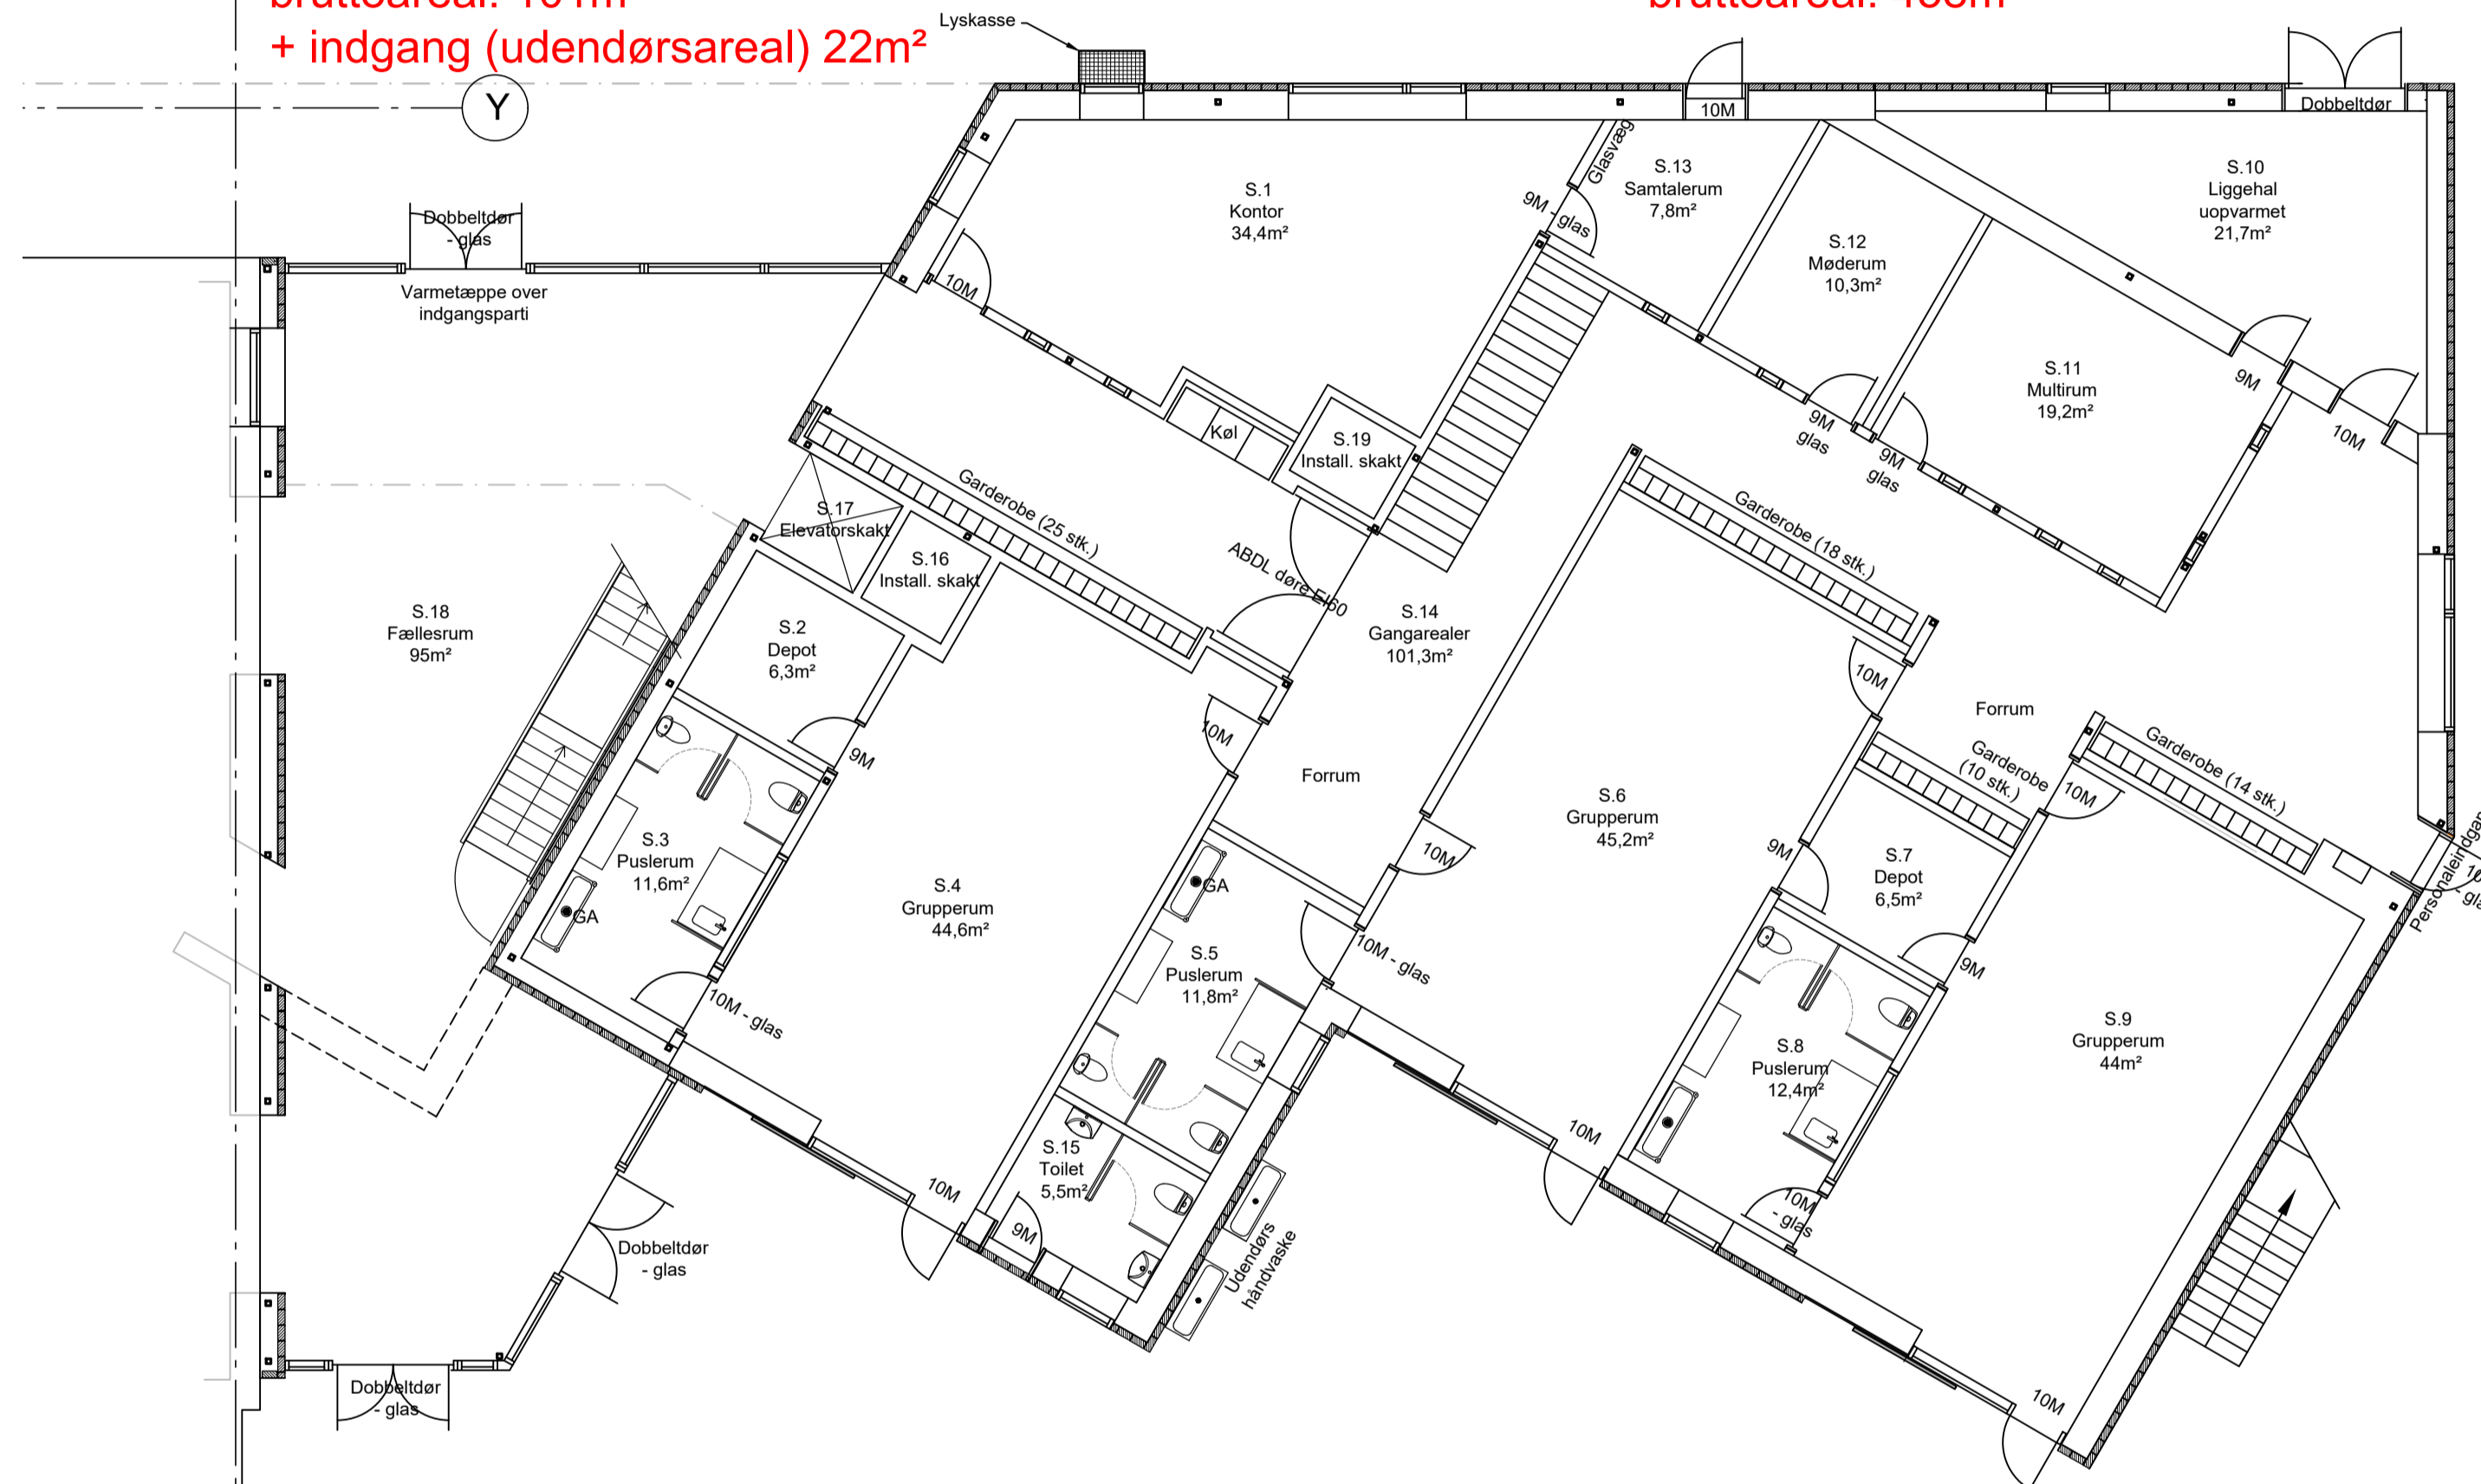 + indgang (udendørsareal) 22m²
Lyskasse
Y
10M
Dobbeltdør
Dobbeltdør
- glas
Varmetæppe over
indgangsparti
S.1
Kontor
34,4m²
10M
Glasvæg
9M - glas
S.13
Samtalerum
7,8m²
S.12
Møderum
10,3m²
S.10
Liggehal
uopvarmet
21,7m²
S.11
Multirum
19,2m²
9M
10M
9M
glas
9M
glas
Køl
S.19
Install. skakt
Garderobe (25 stk.)
S.17
Elevatorskakt
S.16
Install. skakt
ABDL døre EI60
Garderobe (18 stk.)
S.14
Gangarealer
101,3m²
S.18
Fællesrum
95m²
S.2
Depot
6,3m²
9M
10M
10M
Forrum
Forrum
Garderobe
(10 stk.)
Garderobe (14 stk.)
10M
S.3
Puslerum
11,6m²
GA
S.4
Grupperum
44,6m²
GA
S.6
Grupperum
45,2m²
10M
9M
S.7
Depot
6,5m²
9M
S.5
Puslerum
11,8m²
10M - glas
10M - glas
S.8
Puslerum
12,4m²
S.9
Grupperum
44m²
S.15
Toilet
5,5m²
9M
10M
10M
10M
- glas
10M
Udendørs
håndvaske
Dobbeltdør
- glas
Dobbeltdør
- glas